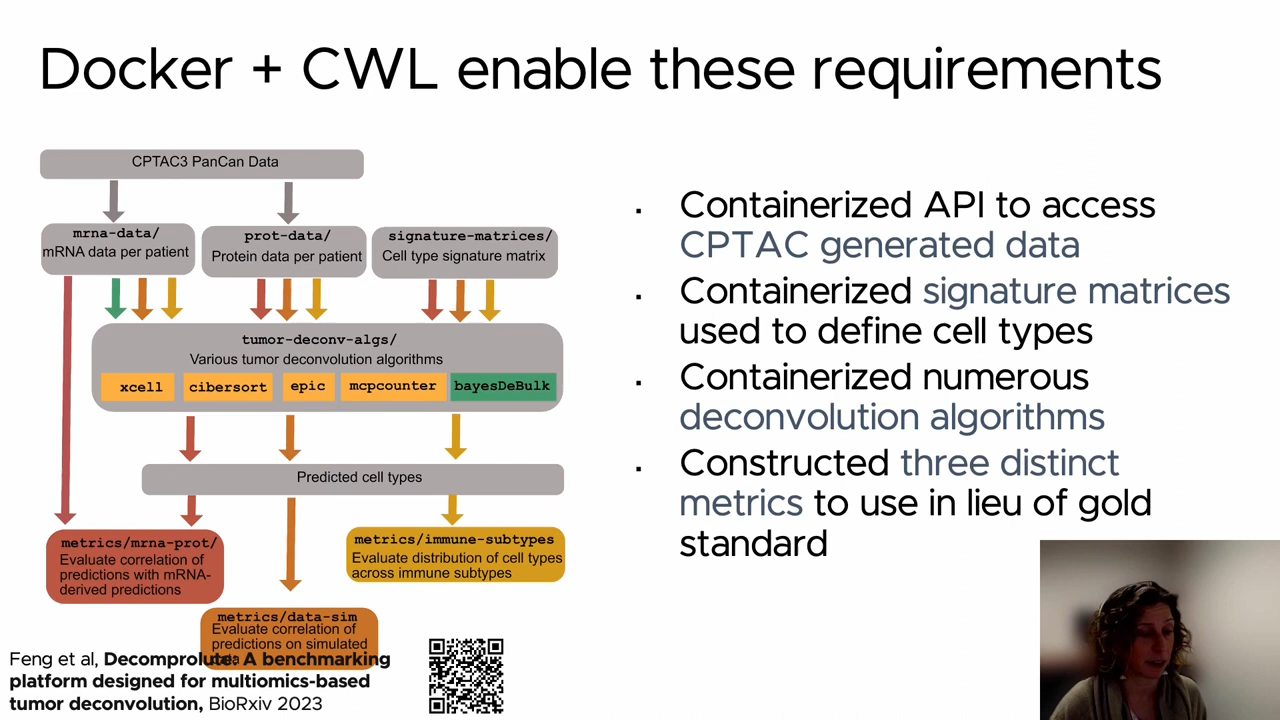 Docker + CWL enable these requirements
CPTAC3 PanCan Data
mrna-data/
mRNA data per patient
prot-data/
Protein data per patient
signature-matrices/
Cell type signature matrix
tumor-deconv-algs/
Various tumor deconvolution algorithms
xcell
cibersort
epic
mcpcounter
bayesDeBulk
Predicted cell types
metrics/mrna-prot/
Evaluate correlation of
predictions with mRNA-
derived predictions
metrics/immune-subtypes
Evaluate distribution of cell types
across immune subtypes
metrics/data-sim
Evaluate correlation of
predictions on simulated
Feng et al, Decomprolute: A benchmarking
platform designed for multiomics-based
tumor deconvolution, BioRxiv 2023
▪ Containerized API to access
CPTAC generated data
▪ Containerized signature matrices
used to define cell types
▪ Containerized numerous
deconvolution algorithms
▪ Constructed three distinct
metrics to use in lieu of gold
standard